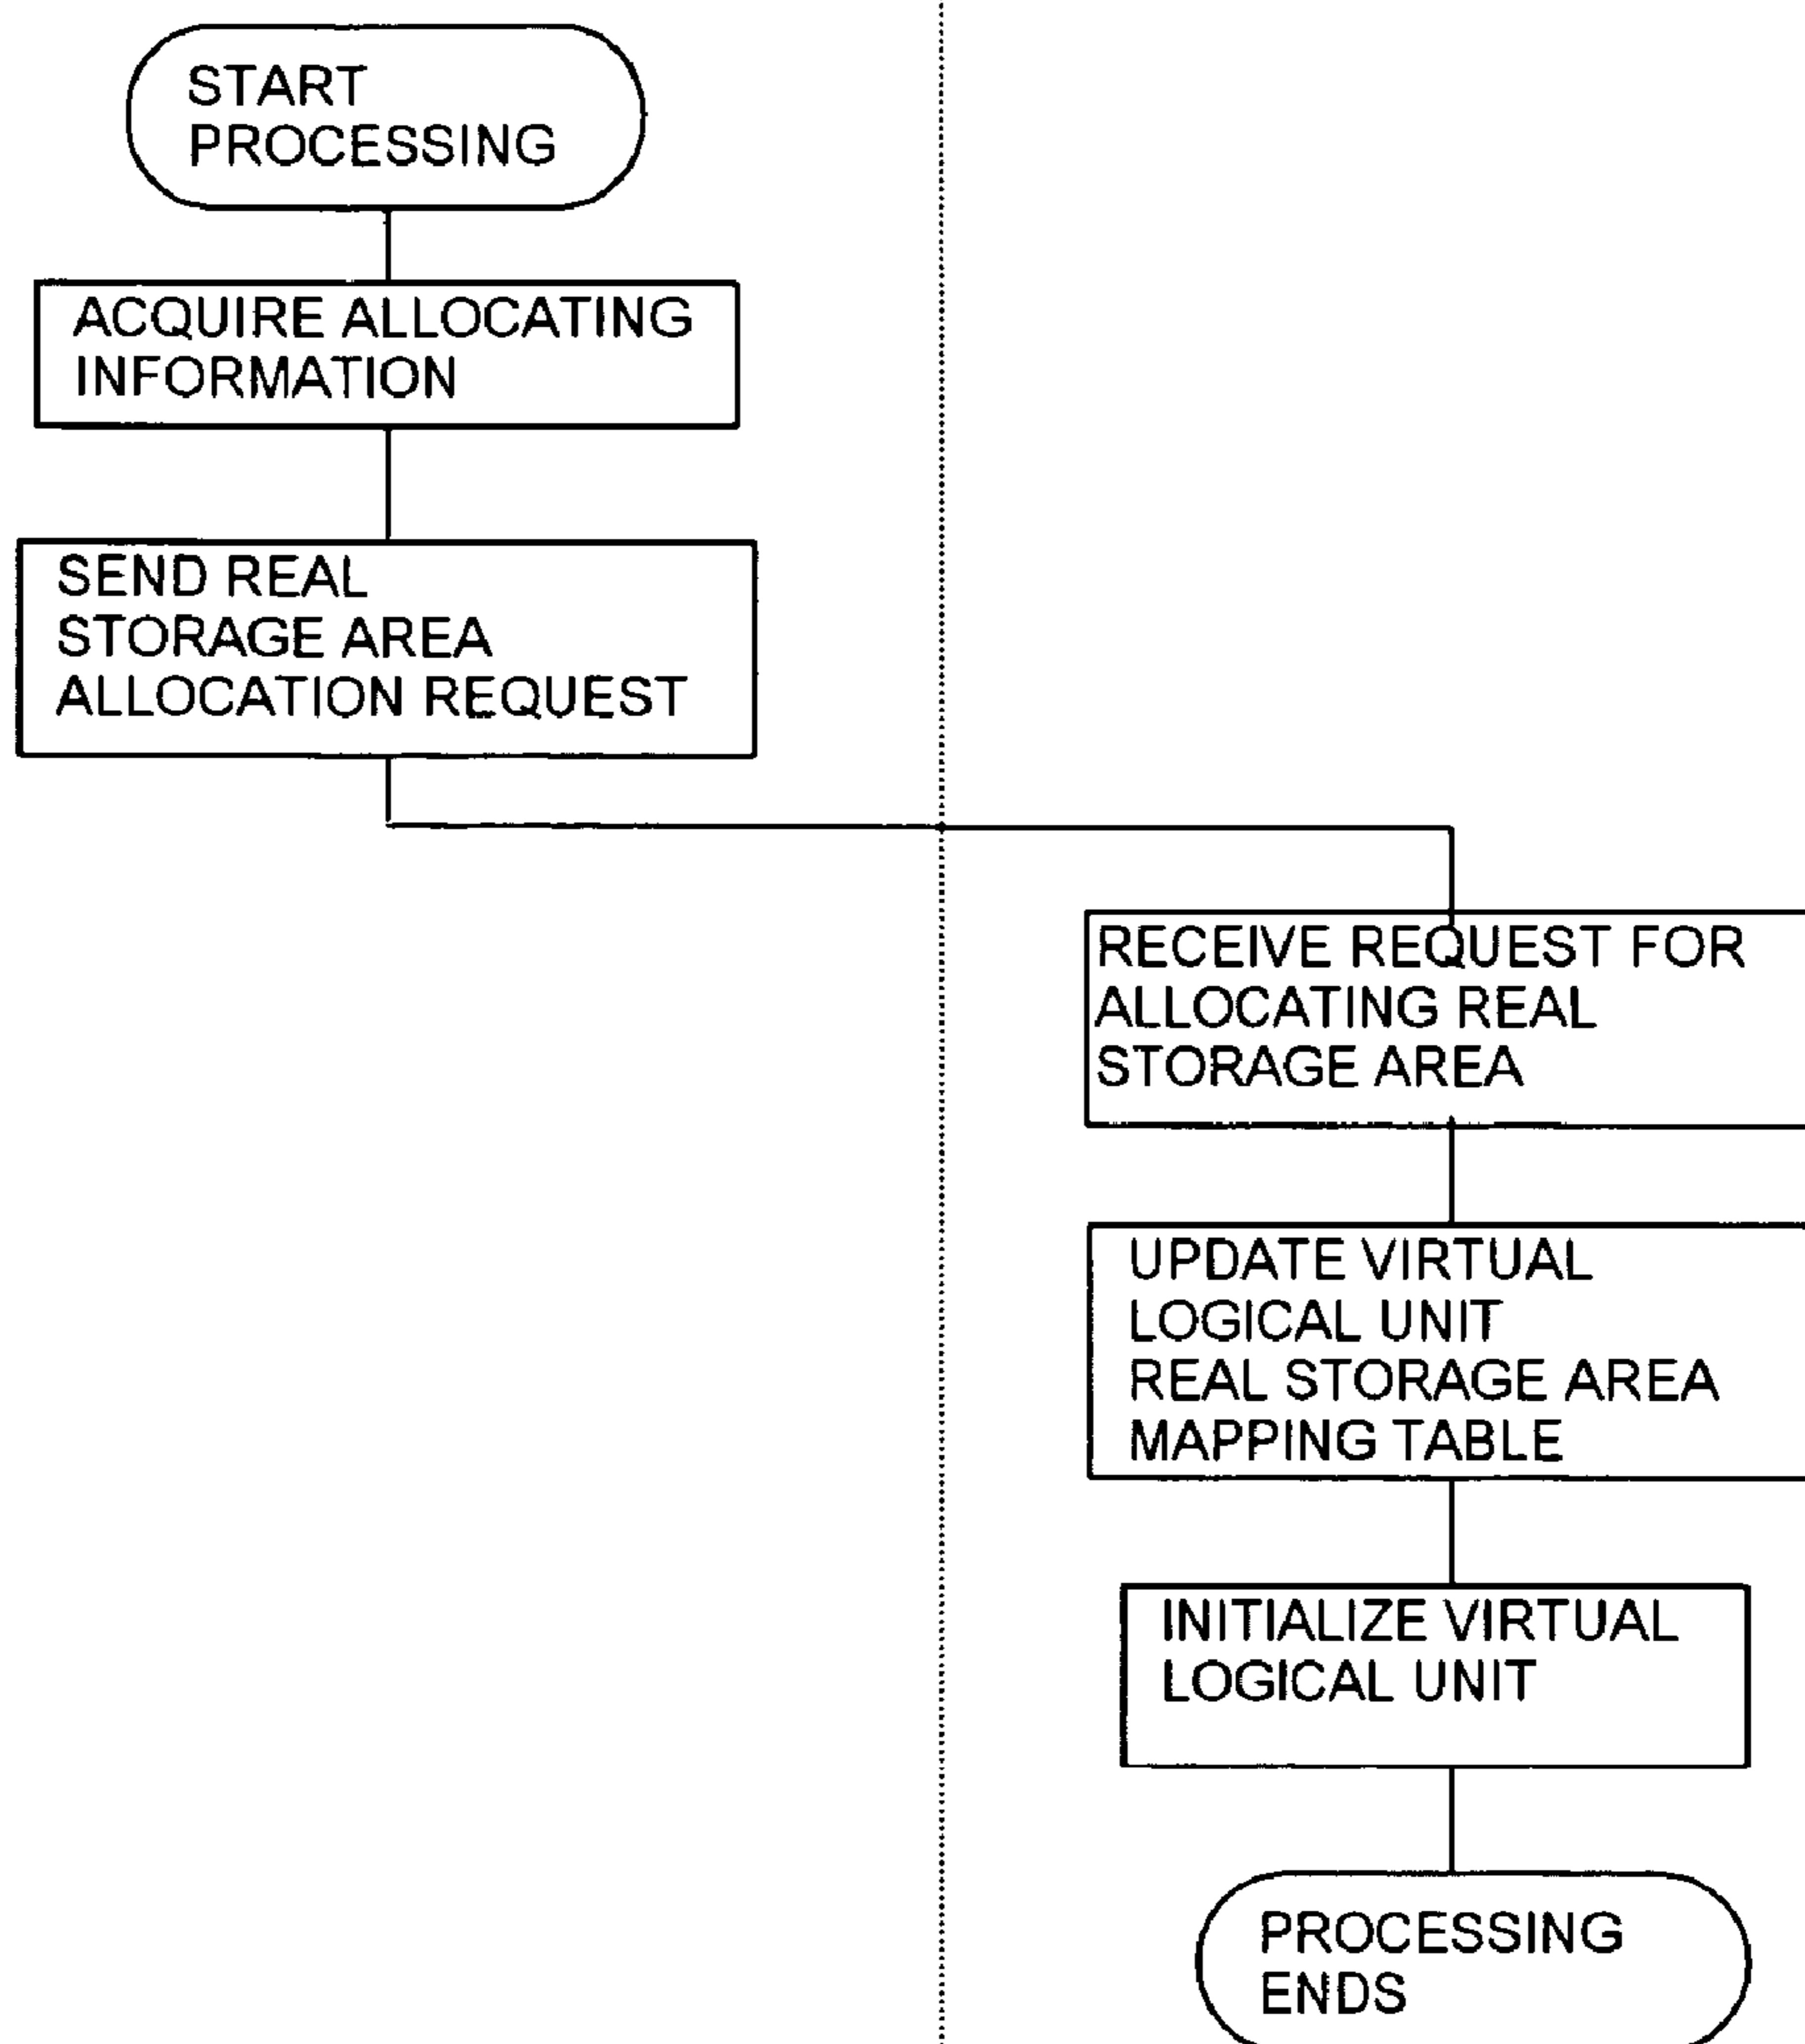 START
PROCESSING
ACQUIRE ALLOCATING
INFORMATION
SEND REAL
STORAGE AREA
ALLOCATION REQUEST
RECEIVE REQUEST FOR
ALLOCATING REAL
STORAGE AREA
UPDATE VIRTUAL
LOGICAL UNIT
REAL STORAGE AREA
MAPPING TABLE
INITIALIZE VIRTUAL
LOGICAL UNIT
PROCESSING
ENDS